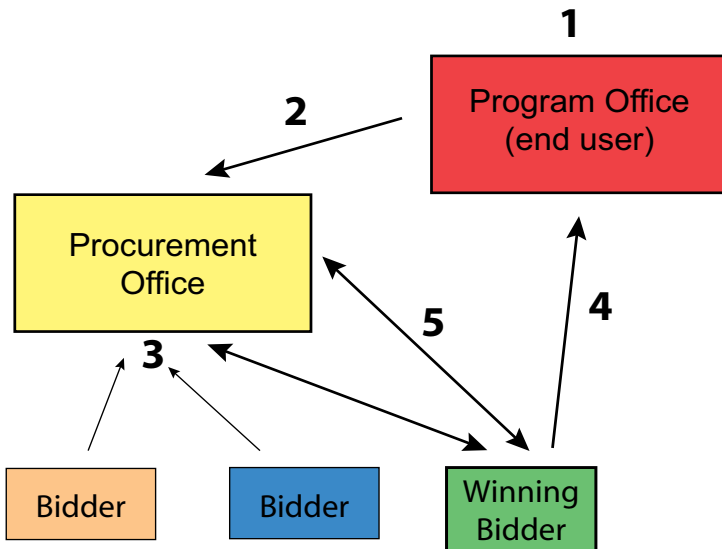 1
Program Office
(end user)
2
Procurement
Office
3
5
4
Bidder
Bidder
Winning
Bidder